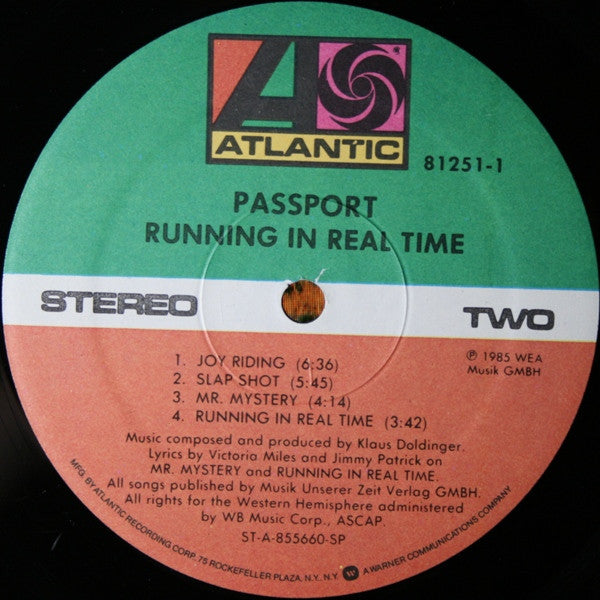 ATLANTIC
81251-1
PASSPORT
RUNNING IN REAL TIME
STEREO
TWO
℗ 1985 WEA
Musik GMBH
1. JOY RIDING (6:36)
2. SLAP SHOT (5:45)
3. MR. MYSTERY (4:14)
4. RUNNING IN REAL TIME (3:42)
Music composed and produced by Klaus Doldinger.
Lyrics by Victoria Miles and Jimmy Patrick on
MR. MYSTERY and RUNNING IN REAL TIME.
All songs published by Musik Unserer Zeit Verlag GMBH.
All rights for the Western Hemisphere administered
by WB Music Corp., ASCAP.
ST-A-855660-SP
MFG. BY ATLANTIC RECORDING CORP. 75 ROCKEFELLER PLAZA, N.Y., N.Y. A WARNER COMMUNICATIONS COMPANY